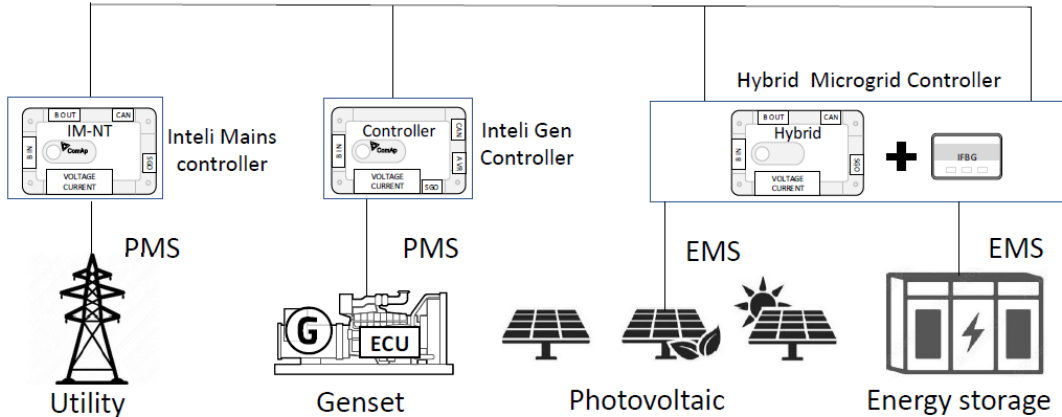 Hybrid Microgrid Controller
B OUT
CAN
IM-NT
B IN
ComAp
SGO
VOLTAGE
CURRENT
Inteli Mains
controller
Controller
B IN
ComAp
CAN
AVR
VOLTAGE
CURRENT
SGO
Inteli Gen
Controller
B OUT
CAN
Hybrid
B IN
SGO
VOLTAGE
CURRENT
IFBG
PMS
PMS
EMS
EMS
G
ECU
Utility
Genset
Photovoltaic
Energy storage